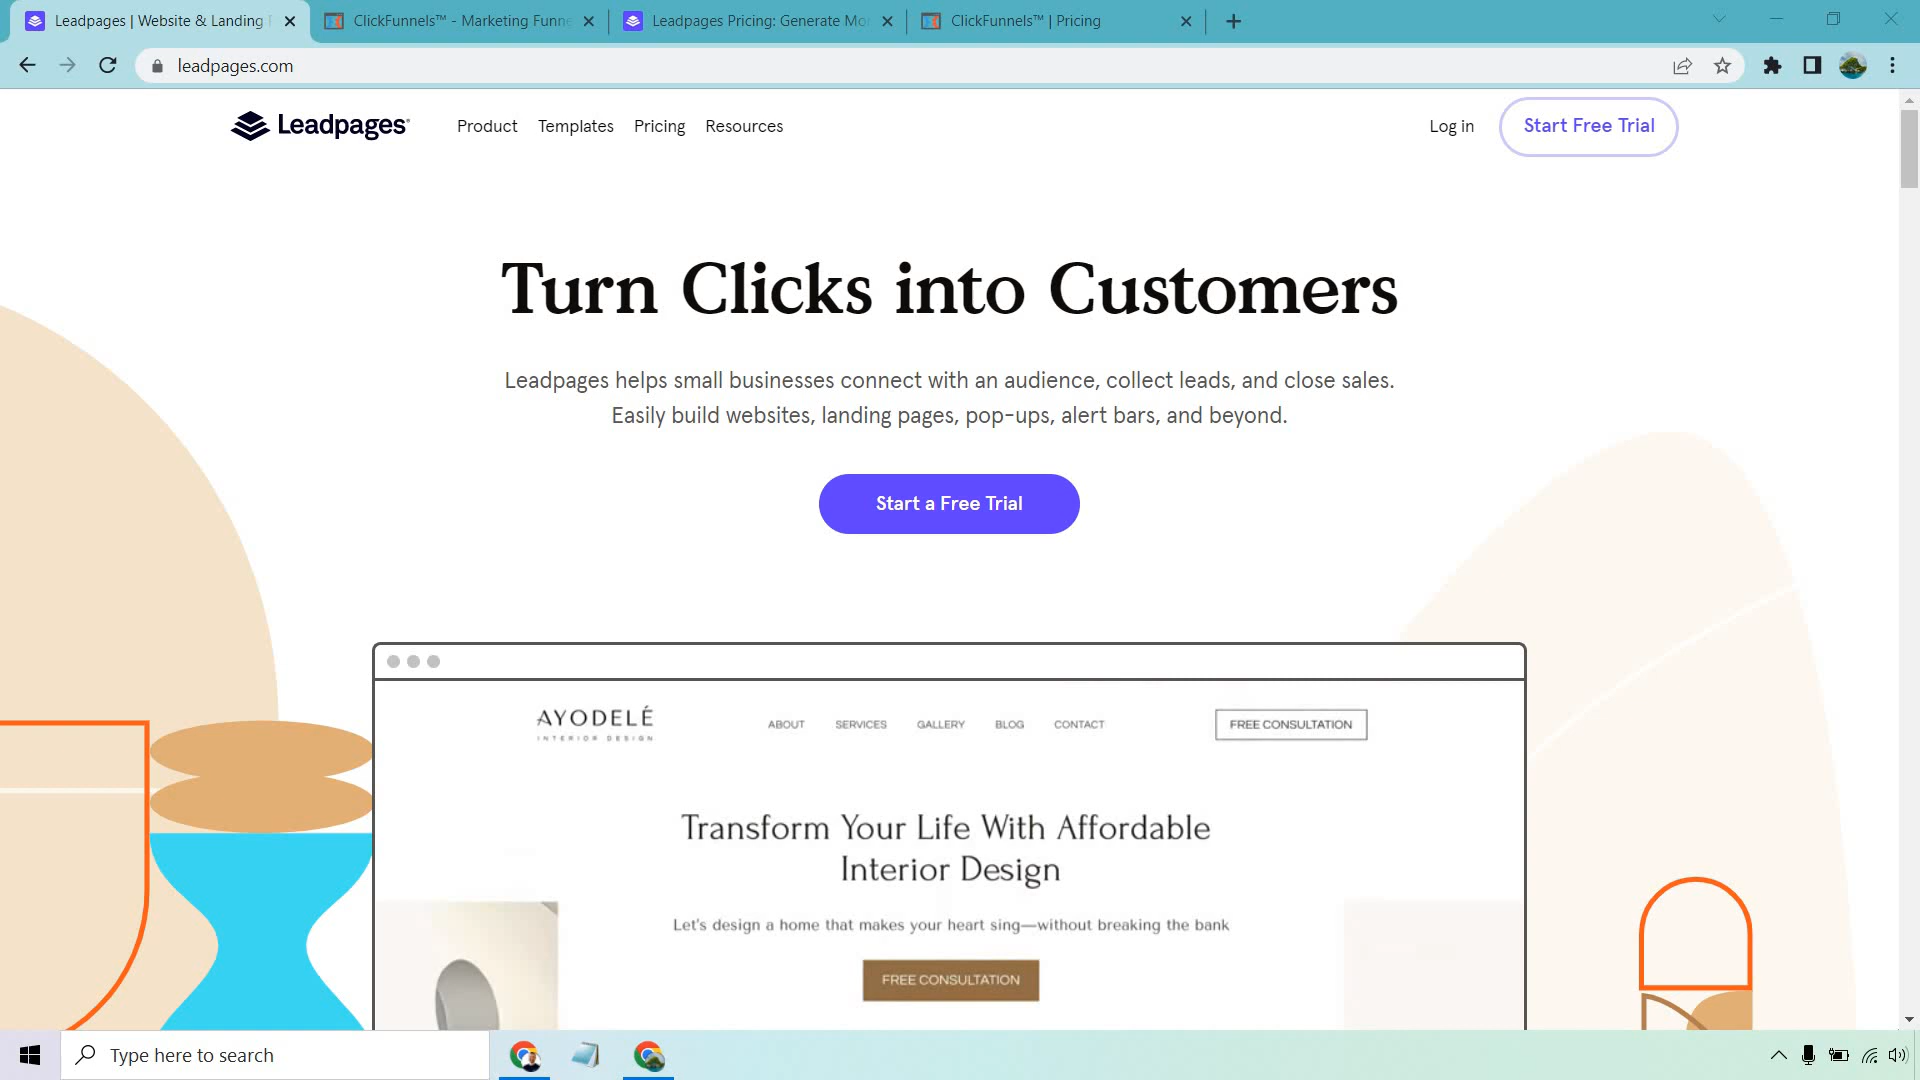 Leadpages | Website & Landing
ClickFunnels™ - Marketing Funne
Leadpages Pricing: Generate Mo
ClickFunnels™ | Pricing
leadpages.com
Leadpages
Product
Templates
Pricing
Resources
Log in
Start Free Trial
Turn Clicks into Customers
Leadpages helps small businesses connect with an audience, collect leads, and close sales.
Easily build websites, landing pages, pop-ups, alert bars, and beyond.
Start a Free Trial
AYODELÉ
INTERIOR DESIGN
ABOUT
SERVICES
GALLERY
BLOG
CONTACT
FREE CONSULTATION
Transform Your Life With Affordable
Interior Design
Let's design a home that makes your heart sing—without breaking the bank
FREE CONSULTATION
Type here to search